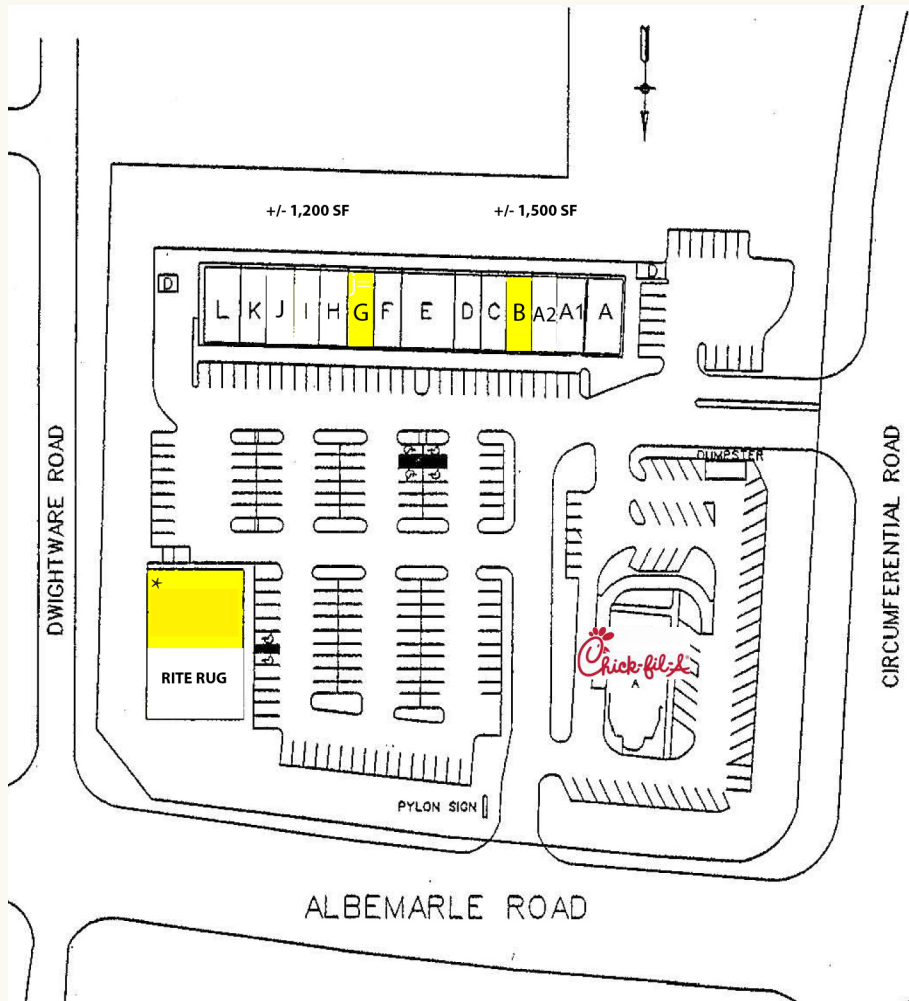 +/- 1,200 SF
+/- 1,500 SF
D
D
L K J I H G F E D C B A2 A1 A
DUMPSTER
DWIGHTWARE ROAD
CIRCUMFERENTIAL ROAD
*
RITE RUG
Chick-fil-A
A
PYLON SIGN
ALBEMARLE ROAD